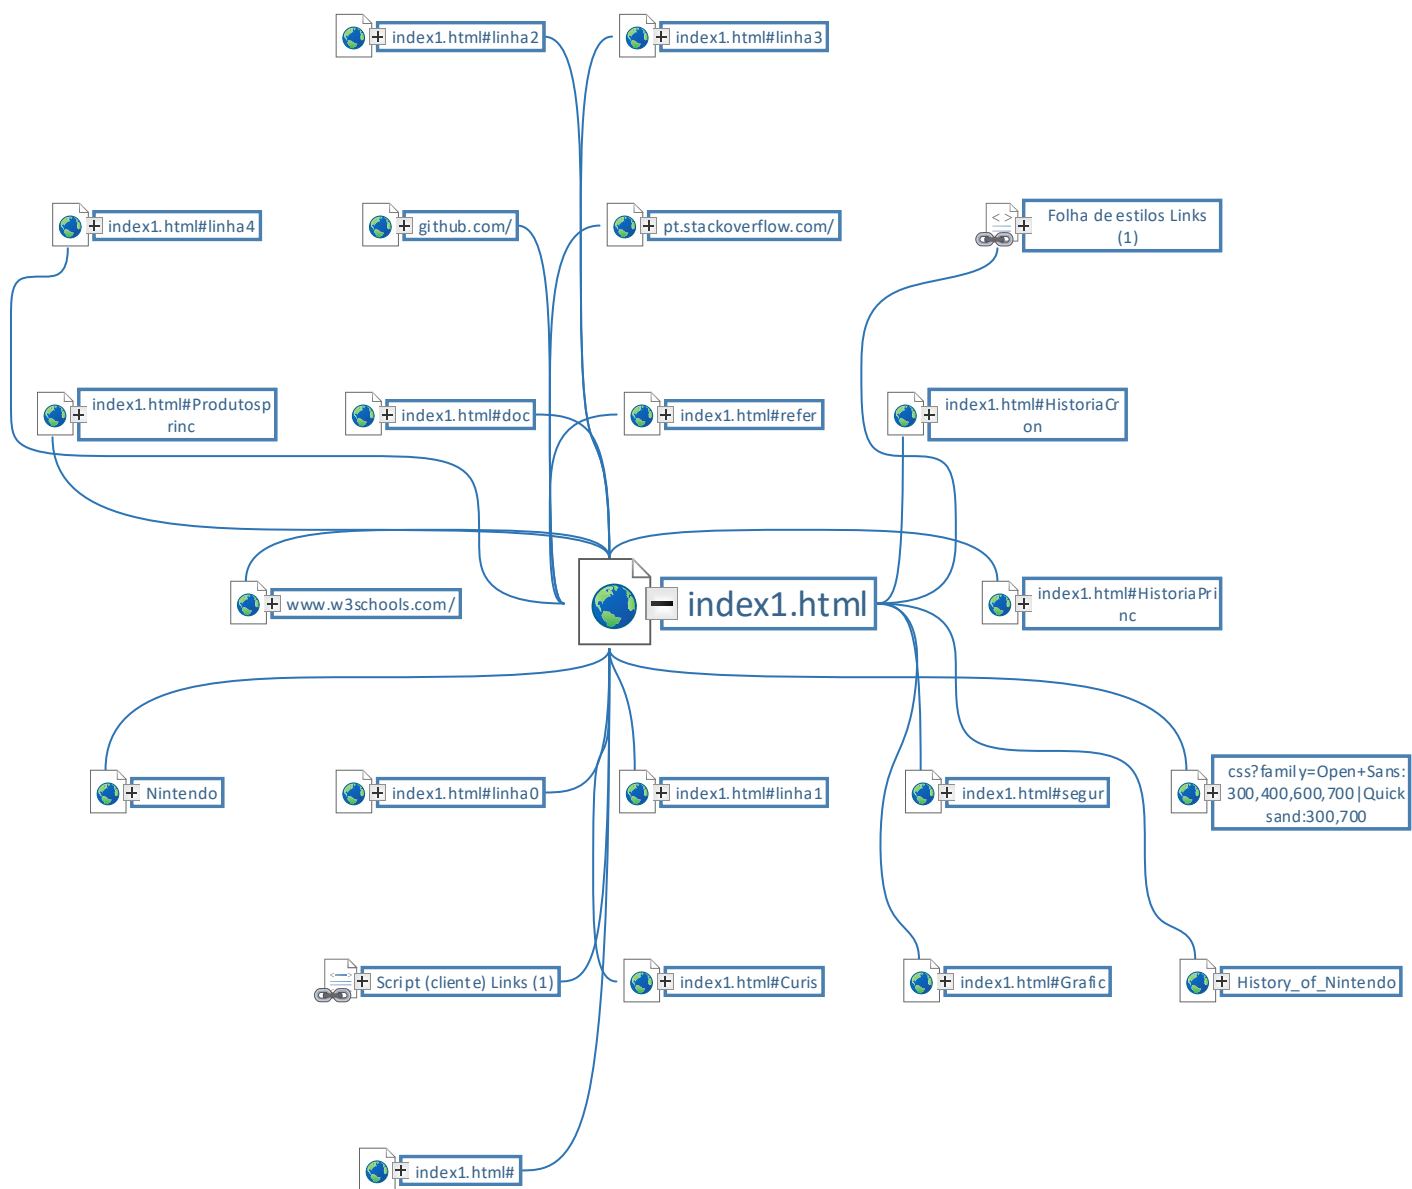 index1.html#linha2
index1.html#linha3
index1.html#linha4
github.com/
pt.stackoverflow.com/
Folha de estilos Links
(1)
index1.html#Produtosp
rinc
index1.html#doc
index1.html#refer
index1.html#HistoriaCr
on
www.w3schools.com/
index1.html
index1.html#HistoriaPri
nc
Nintendo
index1.html#linha0
index1.html#linha1
index1.html#segur
css?family=Open+Sans:
300,400,600,700|Quick
sand:300,700
Script (cliente) Links (1)
index1.html#Curis
index1.html#Grafic
History_of_Nintendo
index1.html#